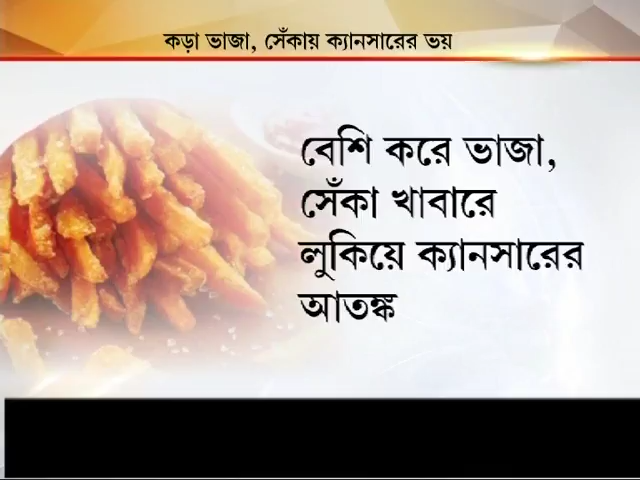 কড়া ভাজা, সেঁকায় ক্যানসারের ভয়
বেশি করে ভাজা,
সেঁকা খাবারে
লুকিয়ে ক্যানসারের
আতঙ্ক